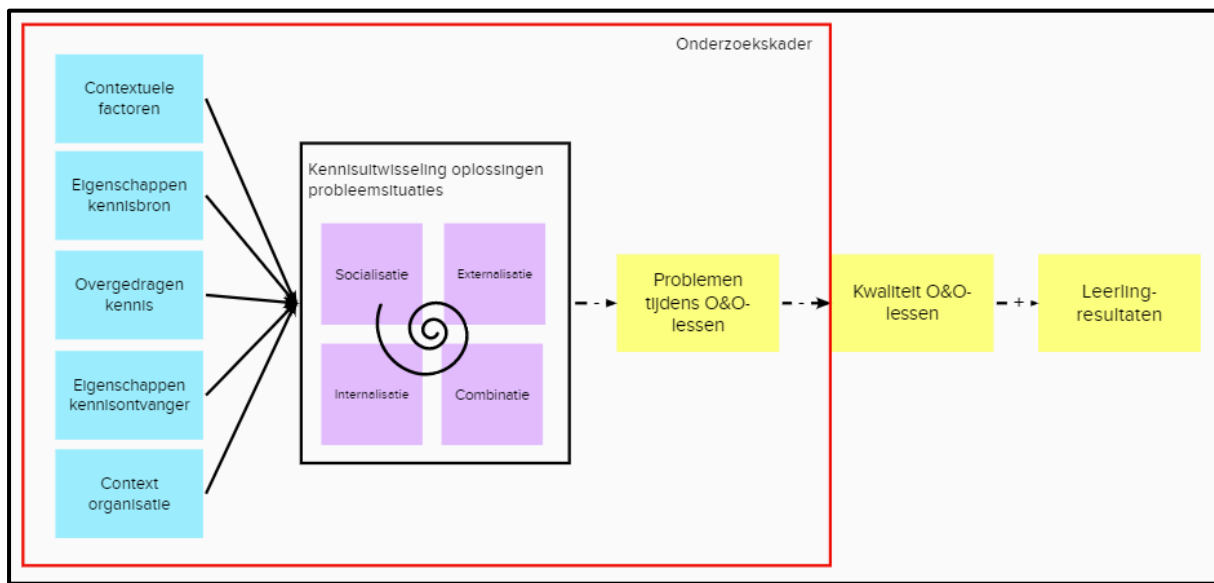 Onderzoekskader
Contextuele
factoren
Eigenschappen
kennisbron
Overgedragen
kennis
Eigenschappen
kennisontvanger
Context
organisatie
Kennisuitwisseling oplossingen
probleemsituaties
Socialisatie
Externalisatie
Internalisatie
Combinatie
-
Problemen
tijdens O&O-
lessen
-
Kwaliteit O&O-
lessen
+
Leerling-
resultaten